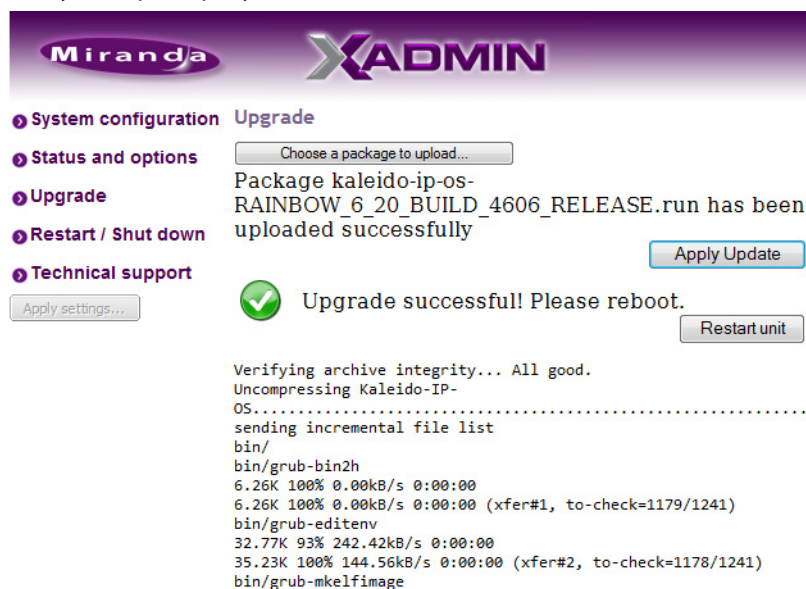 Miranda
XADMIN
System configuration
Status and options
Upgrade
Restart / Shut down
Technical support
Apply settings...
Upgrade
Choose a package to upload...
Package kaleido-ip-os-
RAINBOW_6_20_BUILD_4606_RELEASE.run has been
uploaded successfully
Apply Update
Upgrade successful! Please reboot.
Restart unit
Verifying archive integrity... All good.
Uncompressing Kaleido-IP-
OS..............................................................
sending incremental file list
bin/
bin/grub-bin2h
6.26K 100% 0.00kB/s 0:00:00
6.26K 100% 0.00kB/s 0:00:00 (xfer#1, to-check=1179/1241)
bin/grub-editenv
32.77K 93% 242.42kB/s 0:00:00
35.23K 100% 144.56kB/s 0:00:00 (xfer#2, to-check=1178/1241)
bin/grub-mkelfimage